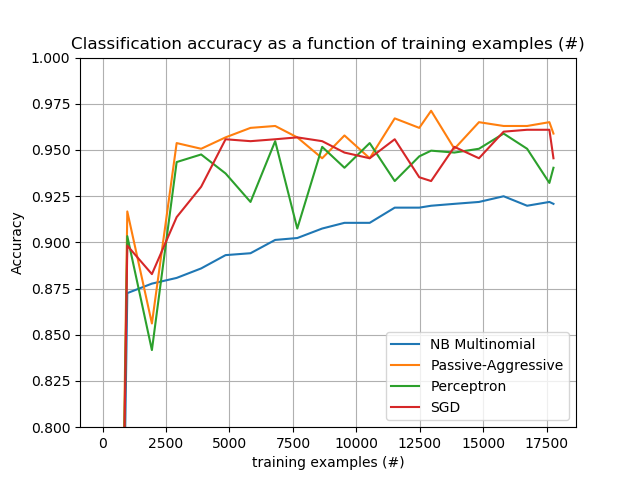 Classification accuracy as a function of training examples (#)
1.000
0.975
0.950
0.925
0.900
0.875
0.850
0.825
0.800
Accuracy
NB Multinomial
Passive-Aggressive
Perceptron
SGD
0 2500 5000 7500 10000 12500 15000 17500
training examples (#)